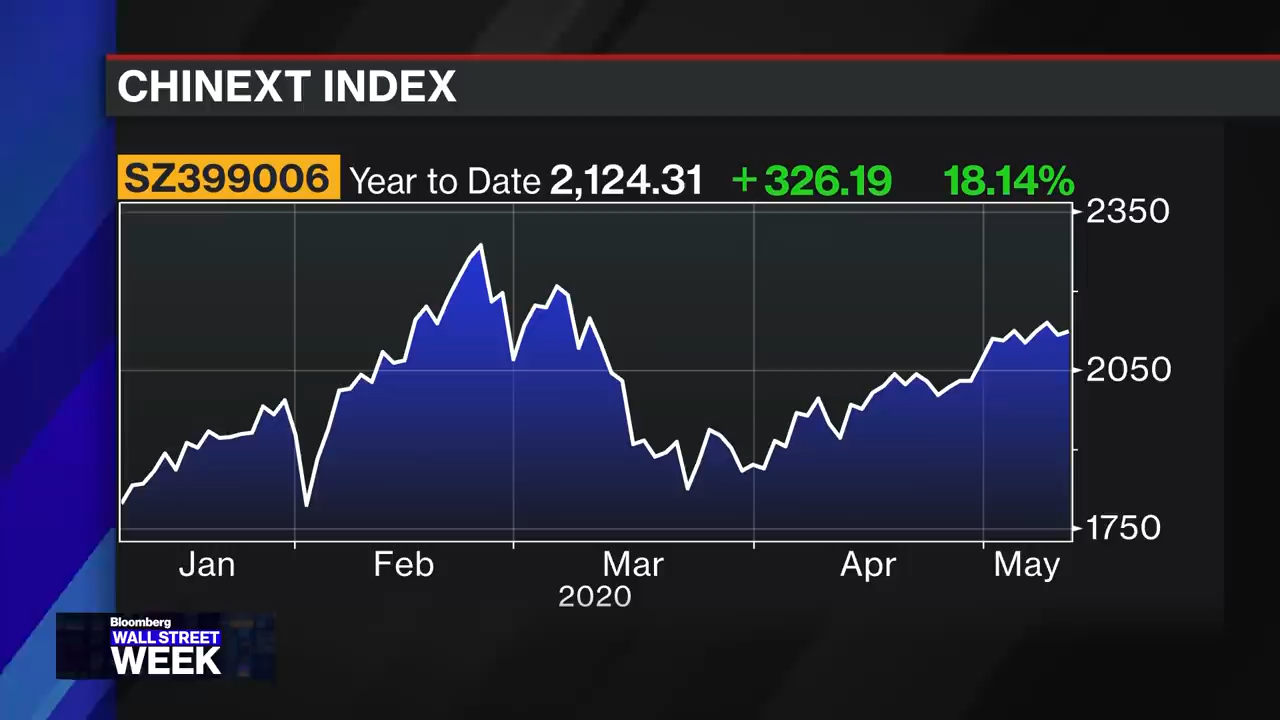 CHINEXT INDEX
SZ399006 Year to Date 2,124.31 +326.19 18.14%
2350
2050
1750
Jan Feb Mar Apr May
2020
Bloomberg
WALL STREET
WEEK